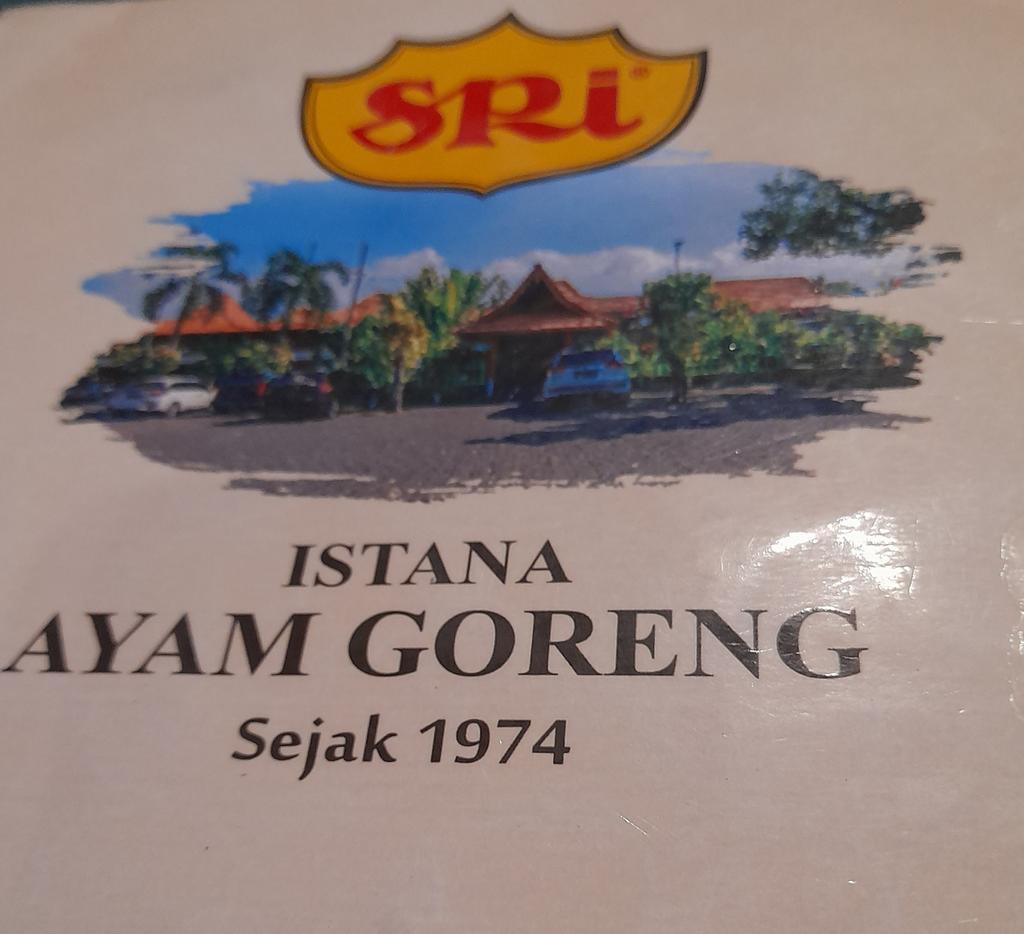 SRi®
ISTANA
AYAM GORENG
Sejak 1974